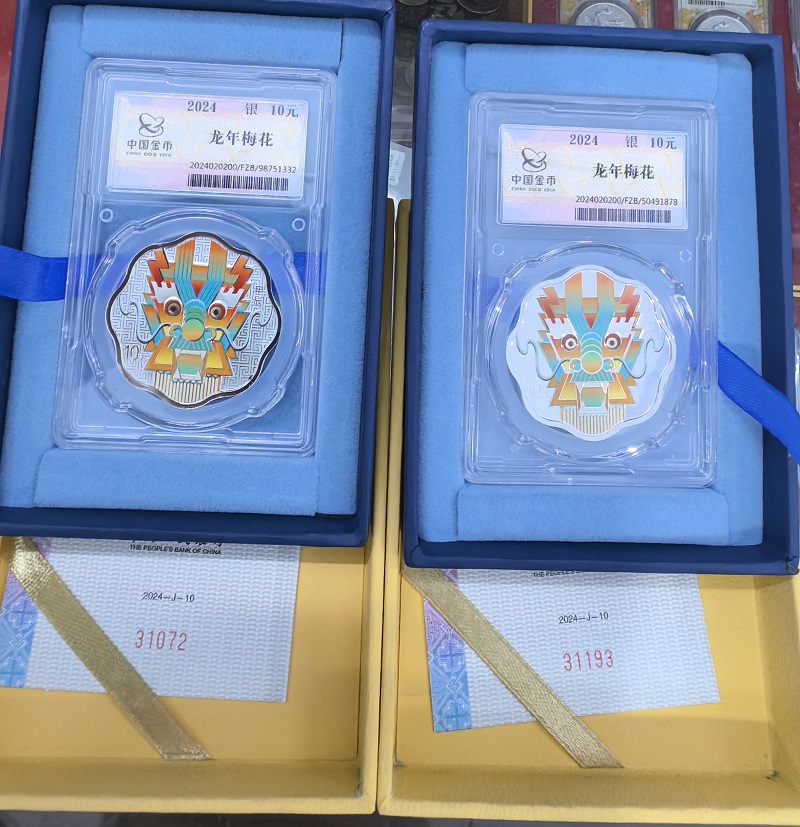 2024 银 10元
中国金币
CHINA GOLD COIN
龙年梅花
2024020200/FZB/98751332
10
THE PEOPLE'S BANK OF CHINA
2024—J—10
31072
2024 银 10元
中国金币
CHINA GOLD COIN
龙年梅花
2024020200/FZB/50491878
THE PEOPLE'S BANK OF CHINA
2024—J—10
31193